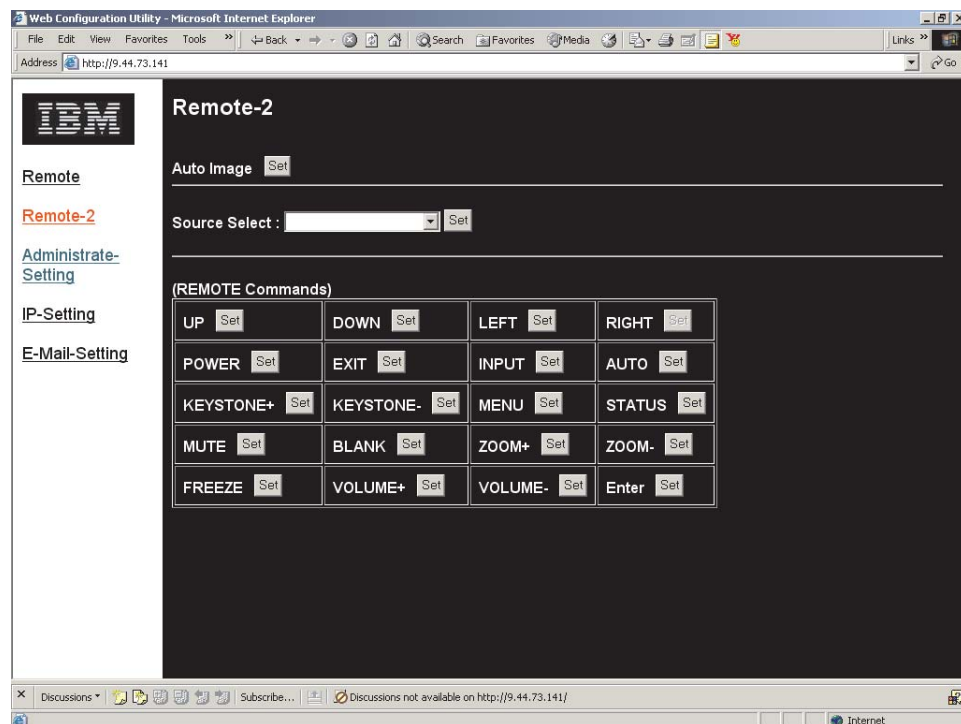 Web Configuration Utility - Microsoft Internet Explorer
File Edit View Favorites Tools » Back Search Favorites Media Links »
Address http://9.44.73.141 Go
IBM
Remote-2
Auto Image Set
Remote
Remote-2
Source Select : Set
Administrate-
Setting
(REMOTE Commands)
IP-Setting
E-Mail-Setting
UP Set DOWN Set LEFT Set RIGHT Set
POWER Set EXIT Set INPUT Set AUTO Set
KEYSTONE+ Set KEYSTONE- Set MENU Set STATUS Set
MUTE Set BLANK Set ZOOM+ Set ZOOM- Set
FREEZE Set VOLUME+ Set VOLUME- Set Enter Set
× Discussions Subscribe... Discussions not available on http://9.44.73.141/
Internet